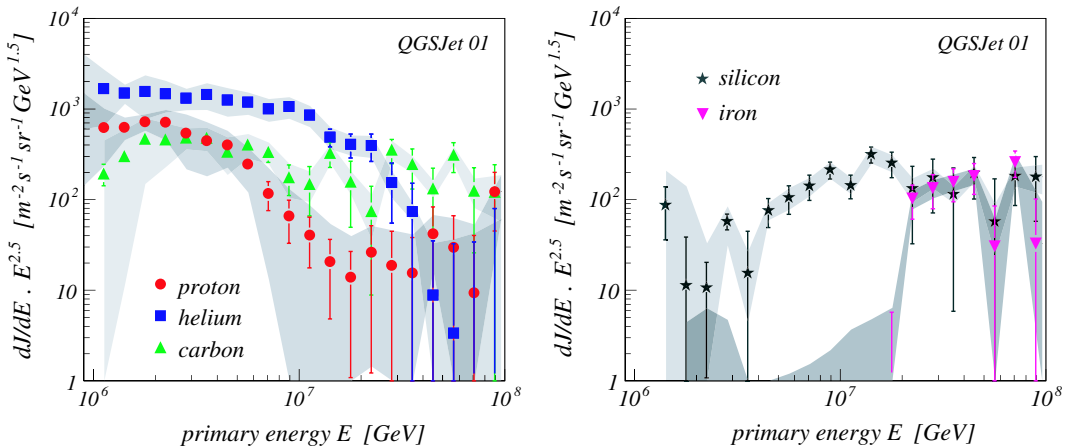 dJ/dE . E^2.5 [m^-2 s^-1 sr^-1 GeV^1.5]
10^4
10^3
10^2
10
1
QGSJet 01
proton
helium
carbon
10^6
10^7
10^8
primary energy E [GeV]
dJ/dE . E^2.5 [m^-2 s^-1 sr^-1 GeV^1.5]
10^4
10^3
10^2
10
1
QGSJet 01
silicon
iron
10^6
10^7
10^8
primary energy E [GeV]